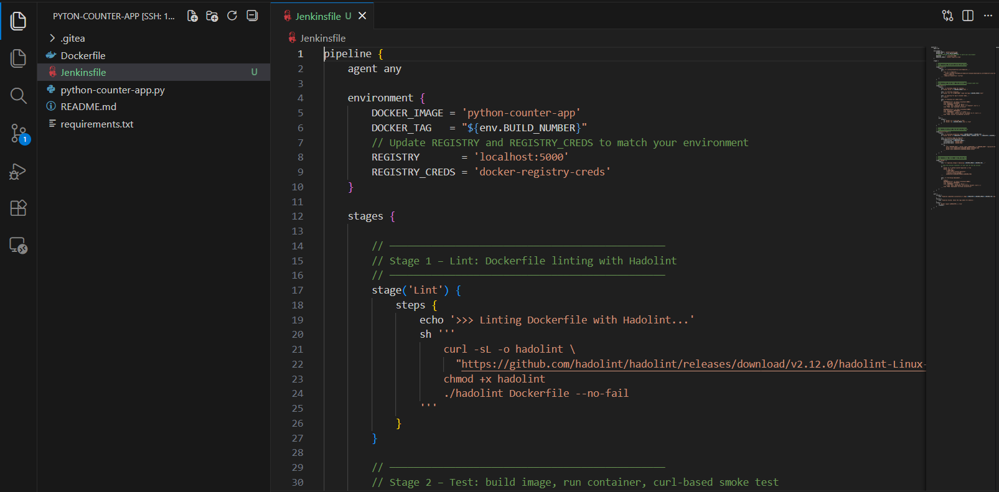 PYTON-COUNTER-APP [SSH: 1...
.gitea
Dockerfile
Jenkinsfile U
python-counter-app.py
README.md
requirements.txt
1
Jenkinsfile U
Jenkinsfile
1 pipeline {
2 agent any
3
4 environment {
5 DOCKER_IMAGE = 'python-counter-app'
6 DOCKER_TAG = "${env.BUILD_NUMBER}"
7 // Update REGISTRY and REGISTRY_CREDS to match your environment
8 REGISTRY = 'localhost:5000'
9 REGISTRY_CREDS = 'docker-registry-creds'
10 }
11
12 stages {
13
14 // ──────────────────────────────────────────────
15 // Stage 1 – Lint: Dockerfile linting with Hadolint
16 // ──────────────────────────────────────────────
17 stage('Lint') {
18 steps {
19 echo '>>> Linting Dockerfile with Hadolint...'
20 sh '''
21 curl -sL -o hadolint \
22 "https://github.com/hadolint/hadolint/releases/download/v2.12.0/hadolint-Linux-
23 chmod +x hadolint
24 ./hadolint Dockerfile --no-fail
25 '''
26 }
27 }
28
29 // ──────────────────────────────────────────────
30 // Stage 2 – Test: build image, run container, curl-based smoke test